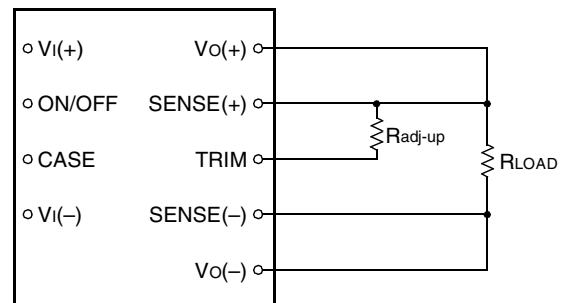 VI(+) VO(+)
ON/OFF SENSE(+)
Radj-up
CASE TRIM
RLOAD
VI(–) SENSE(–)
VO(–)